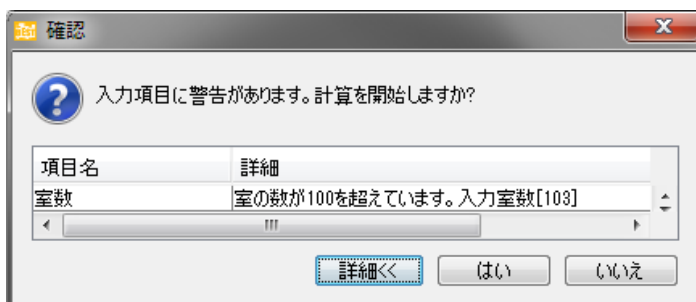 確認
入力項目に警告があります。計算を開始しますか?
項目名 詳細
室数 室の数が100を超えています。入力室数[103]
詳細<< はい いいえ